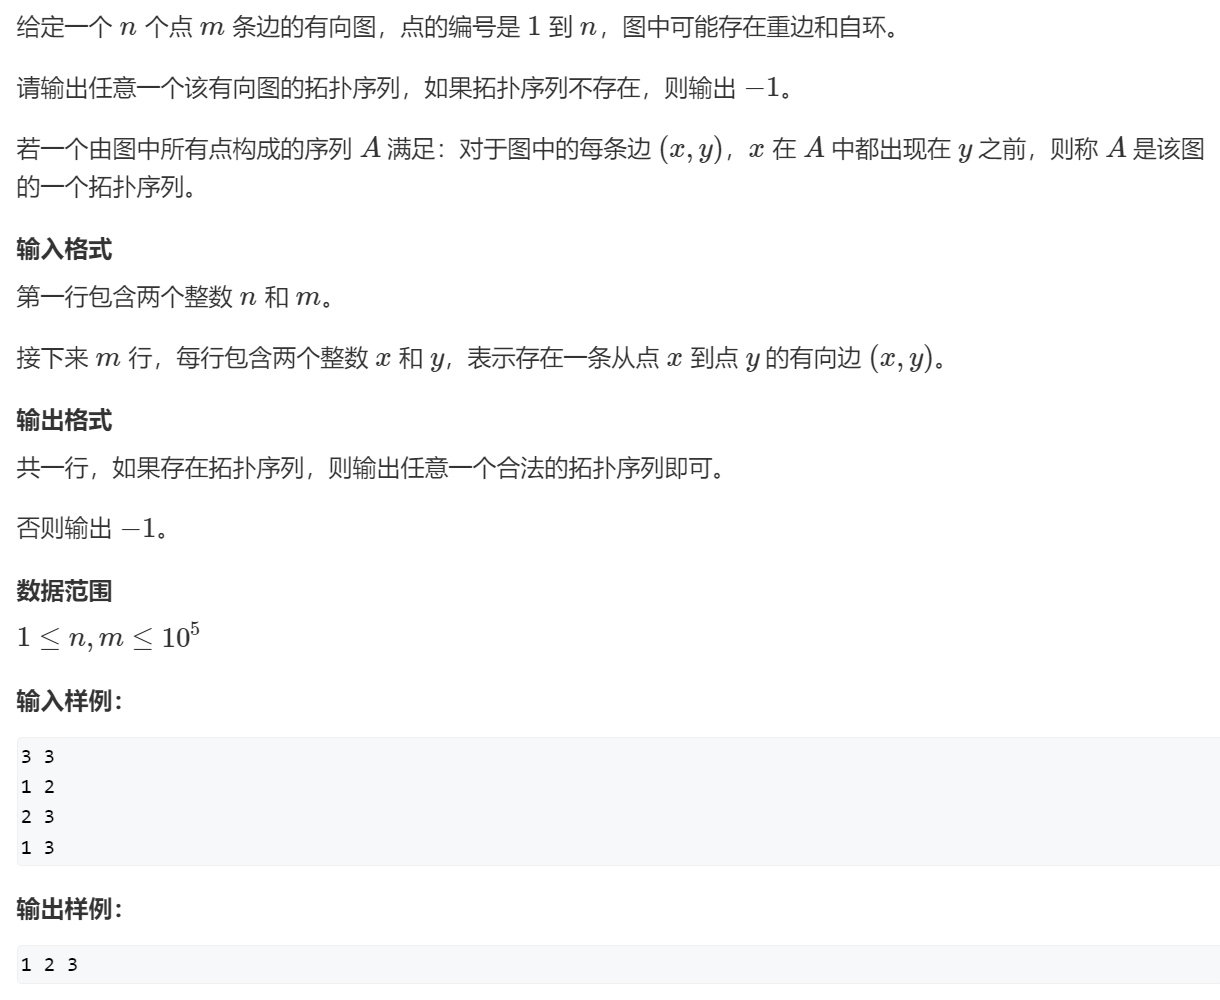 给定一个 n 个点 m 条边的有向图，点的编号是 1 到 n，图中可能存在重边和自环。
请输出任意一个该有向图的拓扑序列，如果拓扑序列不存在，则输出 −1。
若一个由图中所有点构成的序列 A 满足：对于图中的每条边 (x, y)，x 在 A 中都出现在 y 之前，则称 A 是该图
的一个拓扑序列。
输入格式
第一行包含两个整数 n 和 m。
接下来 m 行，每行包含两个整数 x 和 y，表示存在一条从点 x 到点 y 的有向边 (x, y)。
输出格式
共一行，如果存在拓扑序列，则输出任意一个合法的拓扑序列即可。
否则输出 −1。
数据范围
1 ≤ n, m ≤ 10⁵
输入样例：
3 3
1 2
2 3
1 3
输出样例：
1 2 3